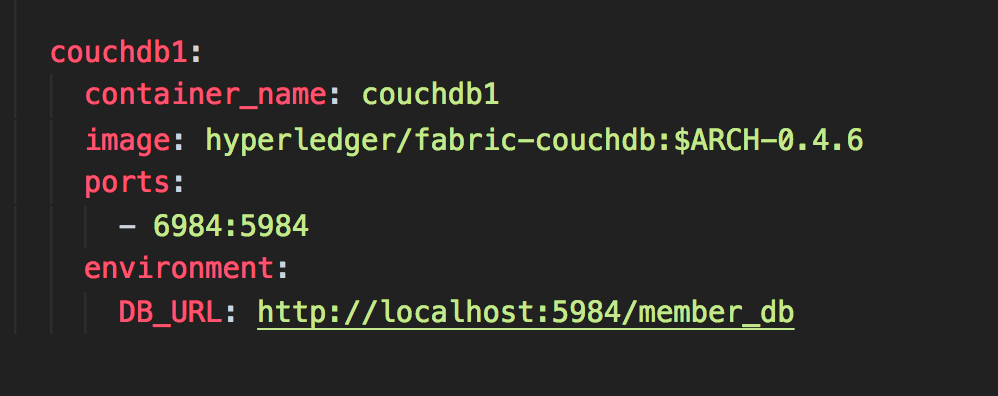 couchdb1:
container_name: couchdb1
image: hyperledger/fabric-couchdb:$ARCH-0.4.6
ports:
- 6984:5984
environment:
DB_URL: http://localhost:5984/member_db